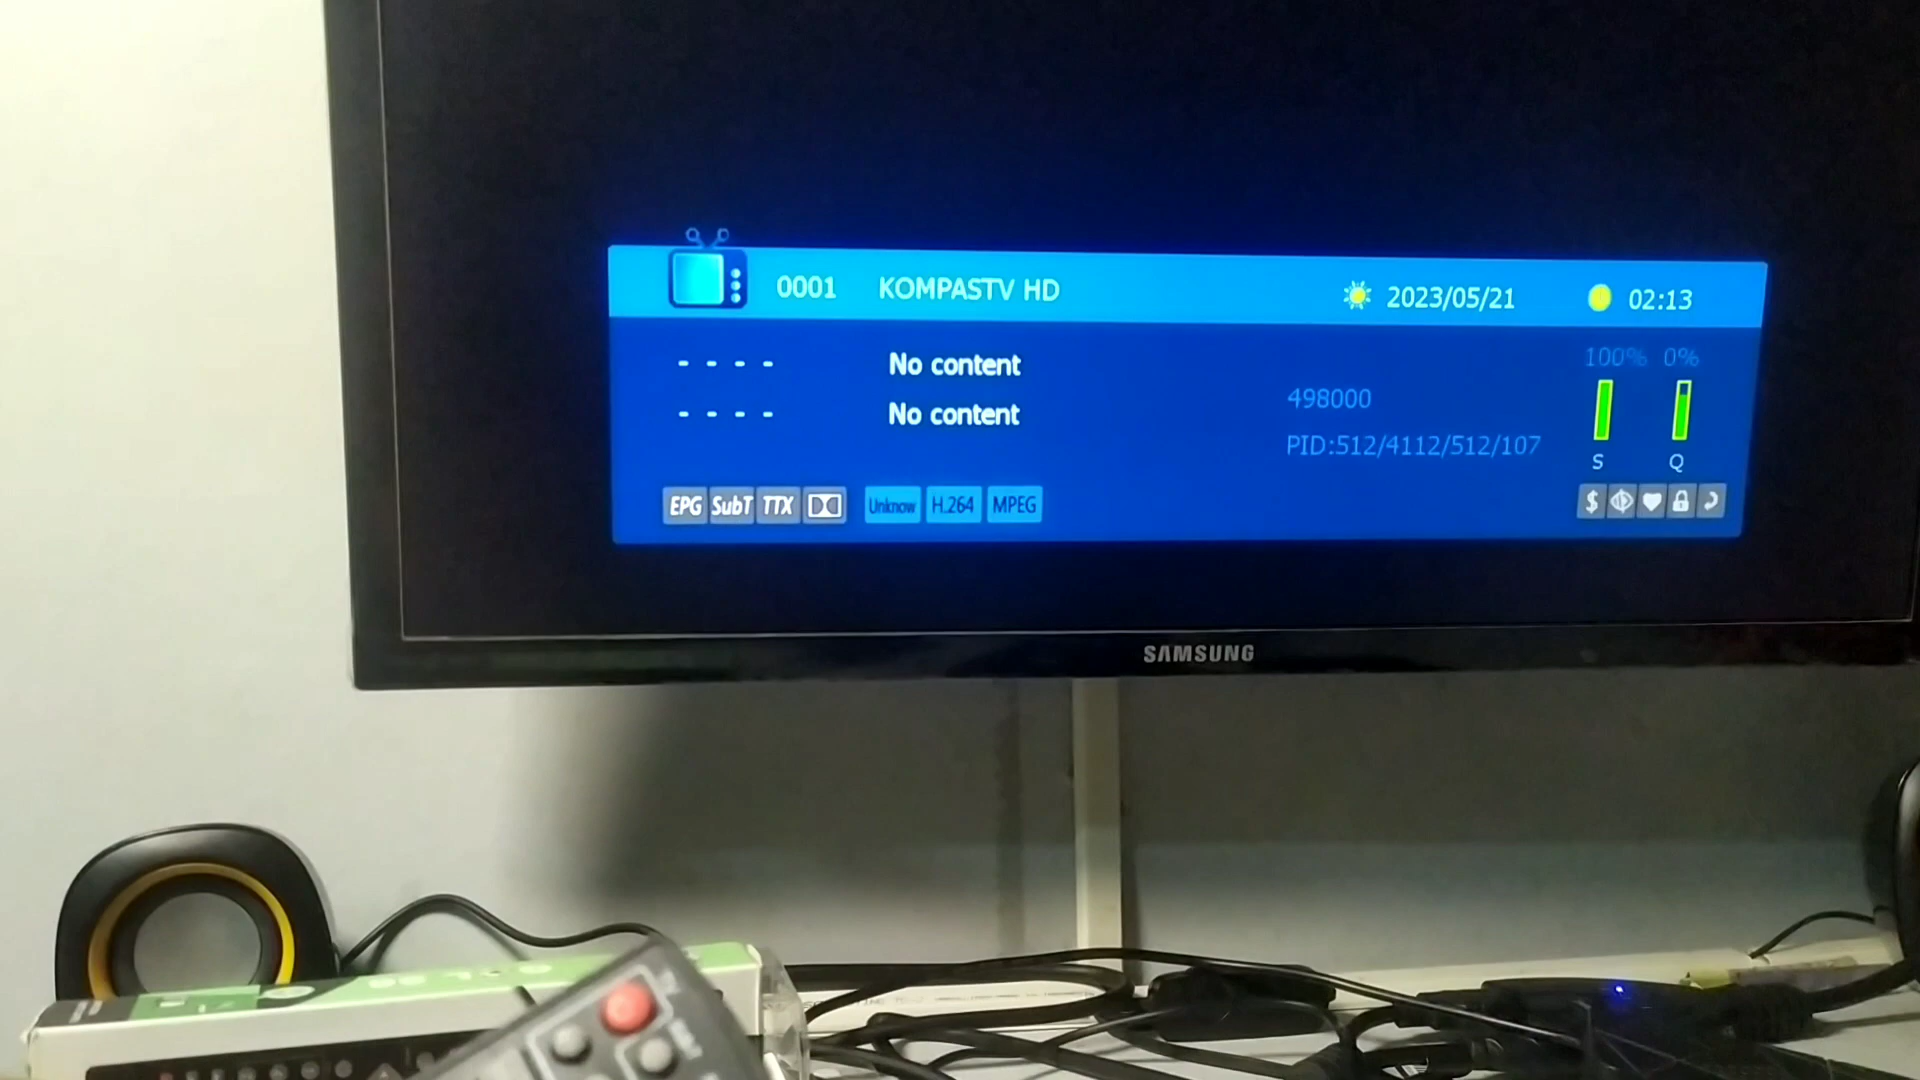 0001 KOMPASTV HD 2023/05/21 02:13
- - - - No content 100% 0%
- - - - No content 498000
PID:512/4112/512/107
S Q
EPG SubT TTX Unknow H.264 MPEG $
SAMSUNG